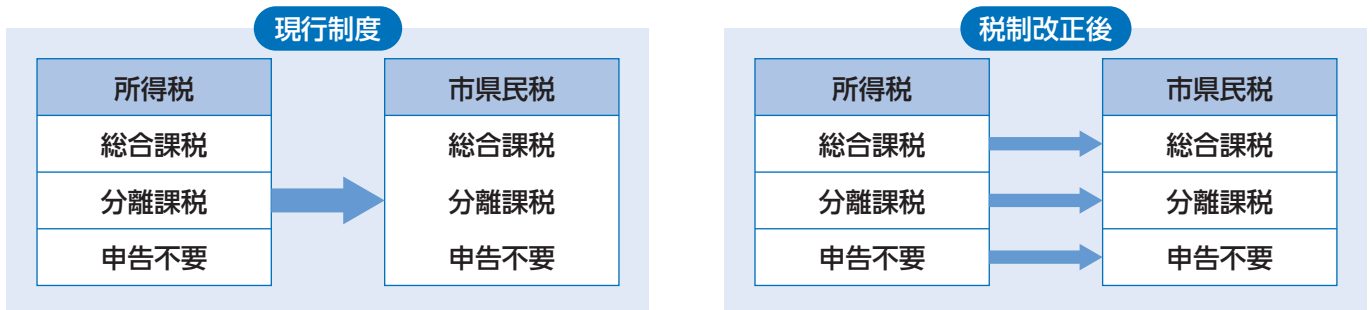 現行制度
所得税
市県民税
総合課税
総合課税
分離課税
分離課税
申告不要
申告不要
税制改正後
所得税
市県民税
総合課税
総合課税
分離課税
分離課税
申告不要
申告不要